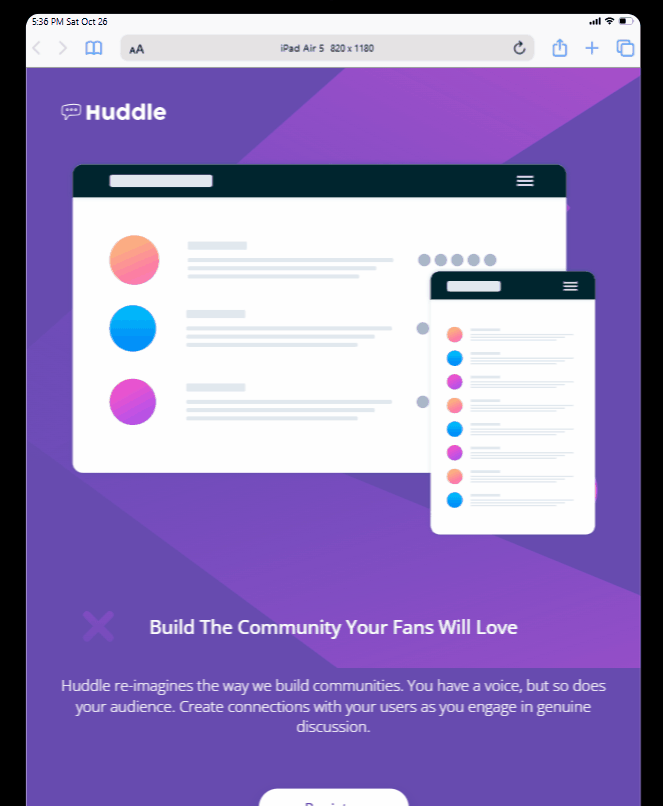 5:36 PM Sat Oct 26
AA iPad Air 5 820 x 1180
Huddle
Build The Community Your Fans Will Love
Huddle re-imagines the way we build communities. You have a voice, but so does
your audience. Create connections with your users as you engage in genuine
discussion.